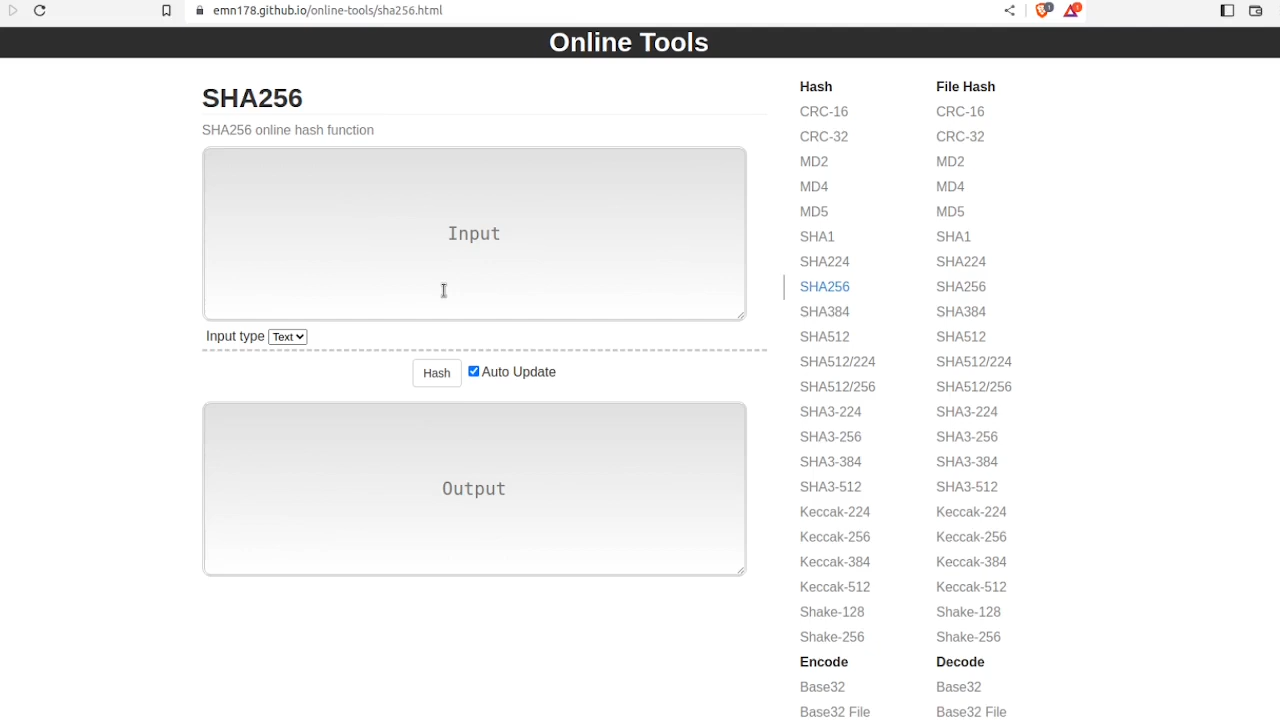 emn178.github.io/online-tools/sha256.html
Online Tools
SHA256
SHA256 online hash function
Input
Input type Text
Hash
Auto Update
Output
Hash
CRC-16
CRC-32
MD2
MD4
MD5
SHA1
SHA224
SHA256
SHA384
SHA512
SHA512/224
SHA512/256
SHA3-224
SHA3-256
SHA3-384
SHA3-512
Keccak-224
Keccak-256
Keccak-384
Keccak-512
Shake-128
Shake-256
Encode
Base32
Base32 File
File Hash
CRC-16
CRC-32
MD2
MD4
MD5
SHA1
SHA224
SHA256
SHA384
SHA512
SHA512/224
SHA512/256
SHA3-224
SHA3-256
SHA3-384
SHA3-512
Keccak-224
Keccak-256
Keccak-384
Keccak-512
Shake-128
Shake-256
Decode
Base32
Base32 File